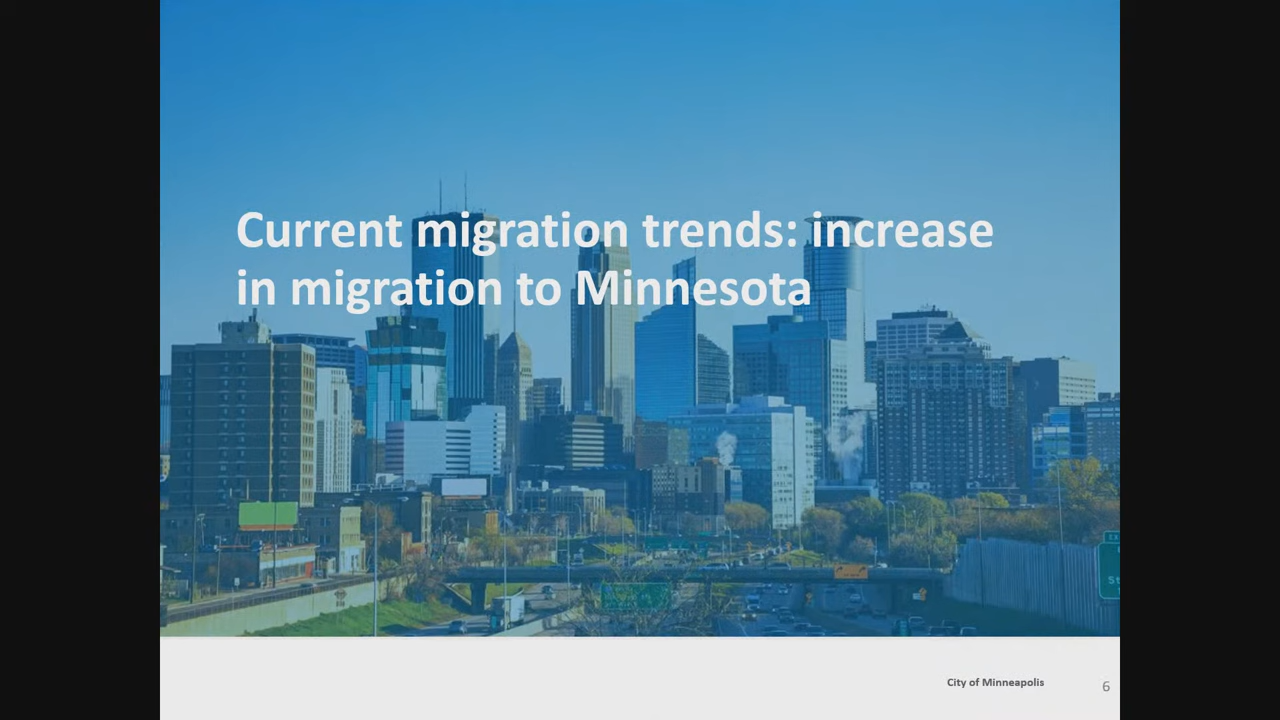 Current migration trends: increase
in migration to Minnesota
City of Minneapolis
6